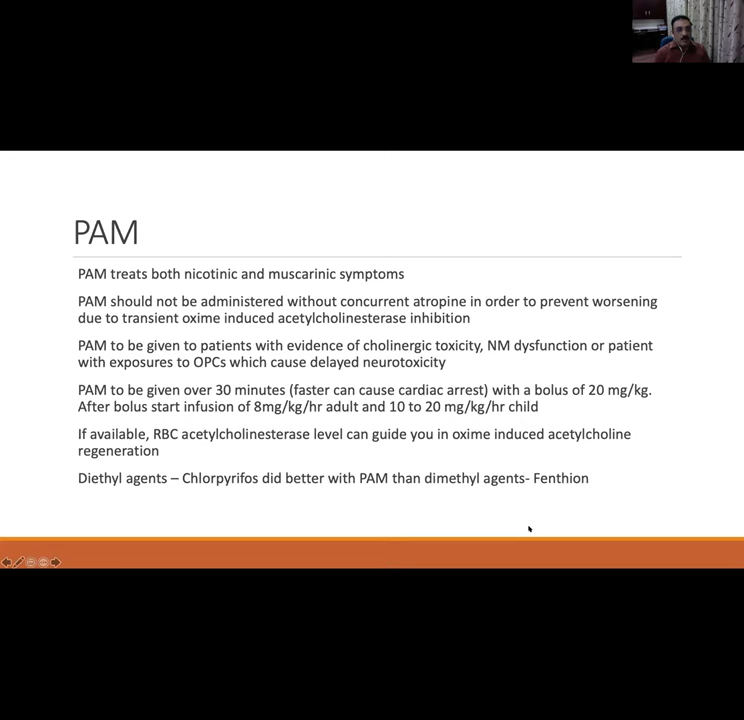 PAM
PAM treats both nicotinic and muscarinic symptoms
PAM should not be administered without concurrent atropine in order to prevent worsening
due to transient oxime induced acetylcholinesterase inhibition
PAM to be given to patients with evidence of cholinergic toxicity, NM dysfunction or patient
with exposures to OPCs which cause delayed neurotoxicity
PAM to be given over 30 minutes (faster can cause cardiac arrest) with a bolus of 20 mg/kg.
After bolus start infusion of 8mg/kg/hr adult and 10 to 20 mg/kg/hr child
If available, RBC acetylcholinesterase level can guide you in oxime induced acetylcholine
regeneration
Diethyl agents – Chlorpyrifos did better with PAM than dimethyl agents- Fenthion